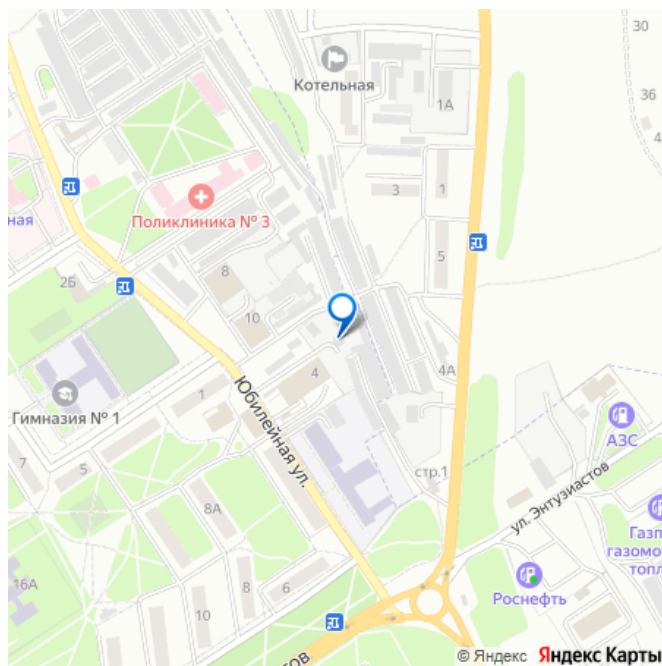 30
Котельная
1А
36
4
3
1
Поликлиника № 3
ная
5
8
2Б
10
4
4А
1
Гимназия № 1
Юбилейная ул.
АЗС
7
5
стр.1
ул. Энтузиастов
8А
Газп
газомо
топл
16А
6
Роснефть
10
8
тов
© Яндекс Яндекс Карты